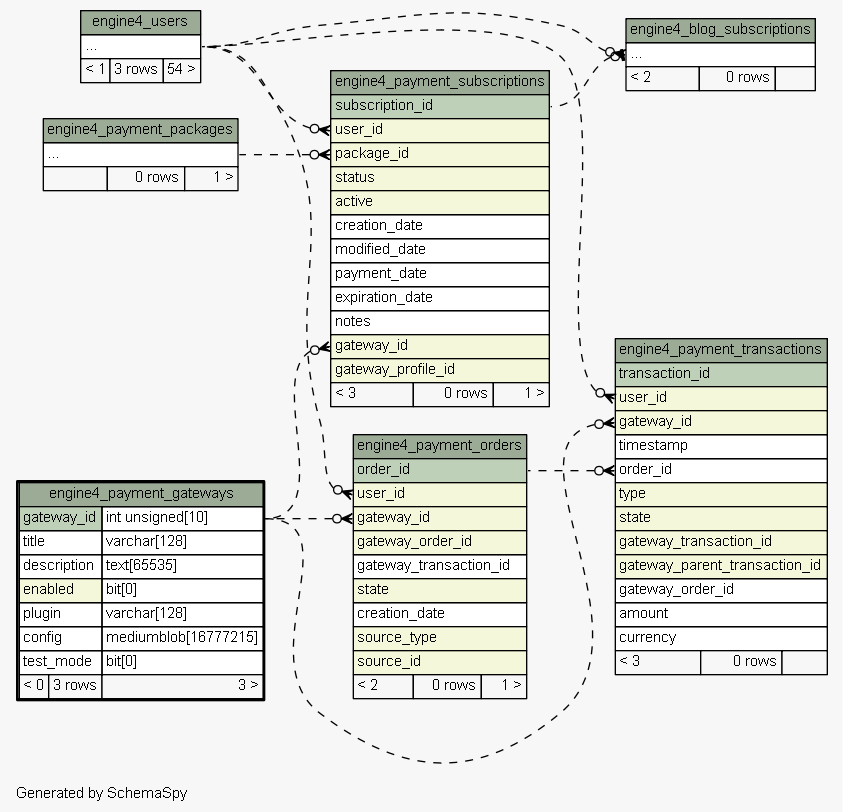 engine4_users
...
< 1 3 rows 54 >
engine4_blog_subscriptions
...
< 2 0 rows
engine4_payment_packages
...
0 rows 1 >
engine4_payment_subscriptions
subscription_id
user_id
package_id
status
active
creation_date
modified_date
payment_date
expiration_date
notes
gateway_id
gateway_profile_id
< 3 0 rows 1 >
engine4_payment_transactions
transaction_id
user_id
gateway_id
timestamp
order_id
type
state
gateway_transaction_id
gateway_parent_transaction_id
gateway_order_id
amount
currency
< 3 0 rows
engine4_payment_orders
order_id
user_id
gateway_id
gateway_order_id
gateway_transaction_id
state
creation_date
source_type
source_id
< 2 0 rows 1 >
engine4_payment_gateways
gateway_id int unsigned[10]
title varchar[128]
description text[65535]
enabled bit[0]
plugin varchar[128]
config mediumblob[16777215]
test_mode bit[0]
< 0 3 rows 3 >
Generated by SchemaSpy